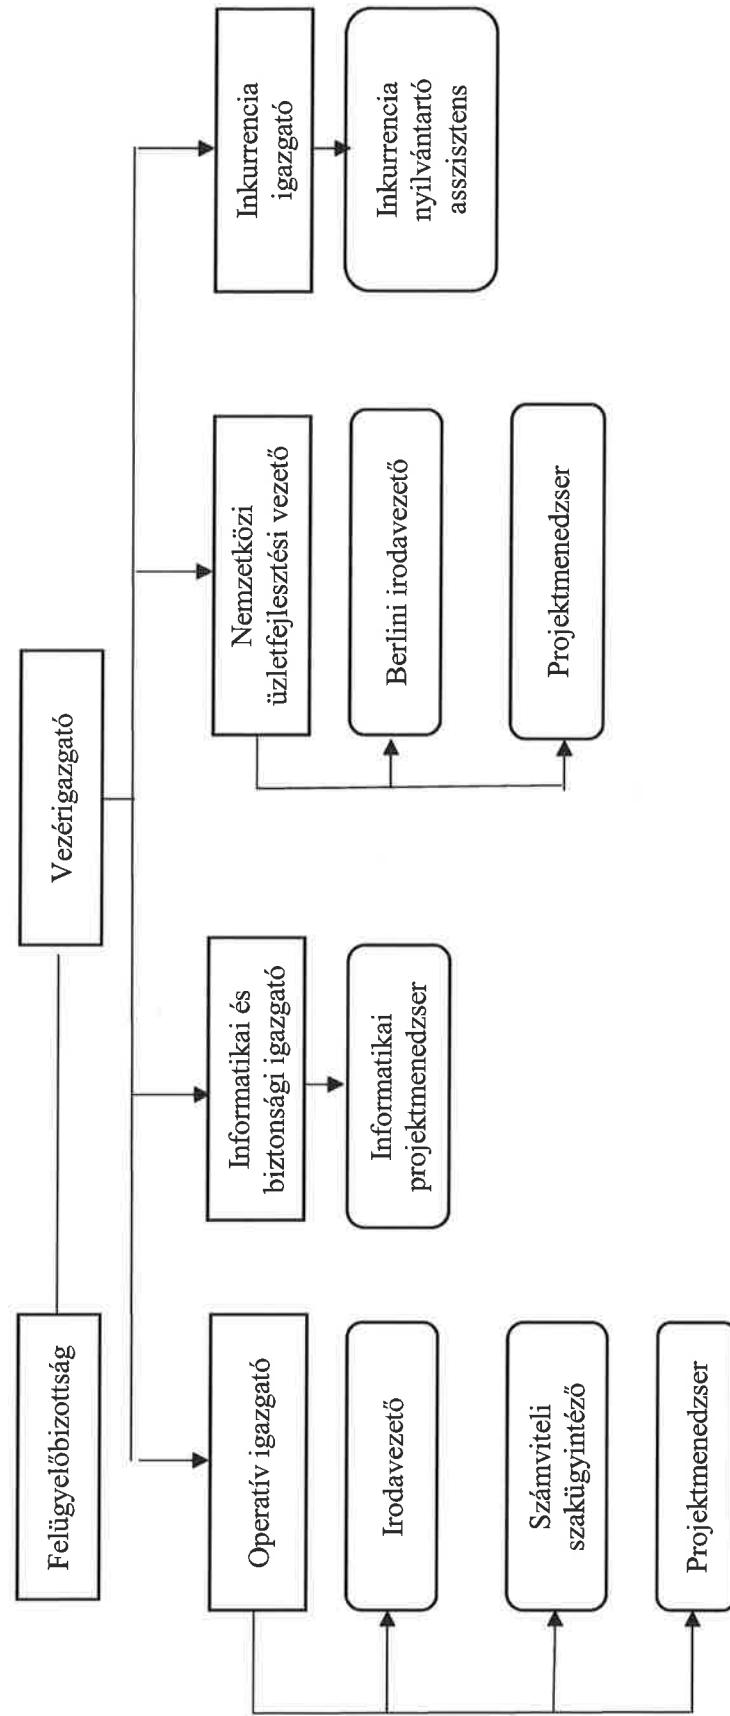 Felügyelőbizottság
Vezérigazgató
Operatív igazgató
Irodavezető
Számviteli
szakügyintéző
Projektmenedzser
Informatikai és
biztonsági igazgató
Informatikai
projektmenedzser
Nemzetközi
üzletfejlesztési vezető
Berlini irodavezető
Projektmenedzser
Inkurrencia
igazgató
Inkurrencia
nyilvántartó
asszisztens